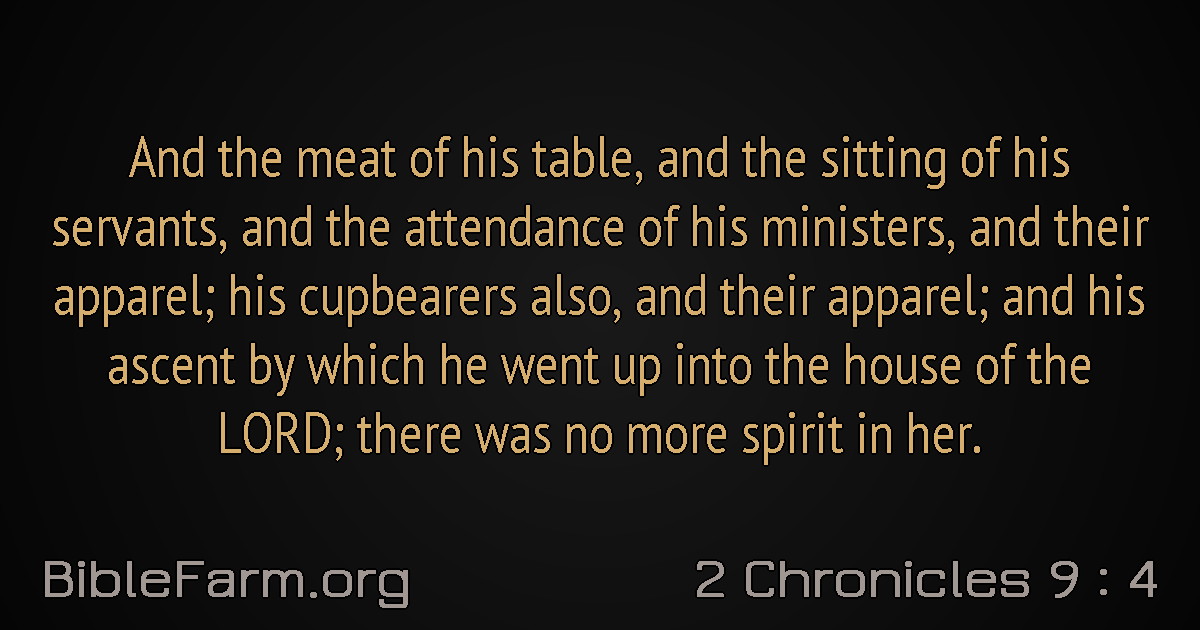 And the meat of his table, and the sitting of his
servants, and the attendance of his ministers, and their
apparel; his cupbearers also, and their apparel; and his
ascent by which he went up into the house of the
LORD; there was no more spirit in her.
BibleFarm.org
2 Chronicles 9 : 4